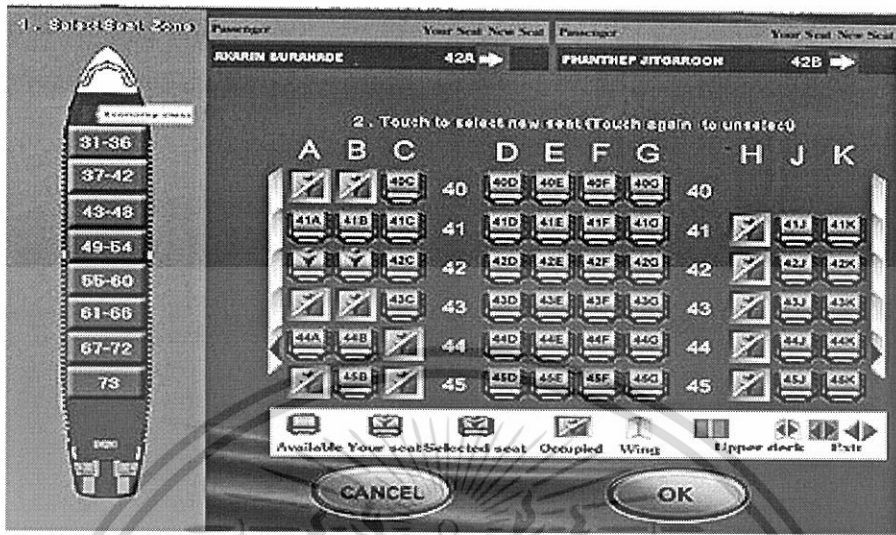 1 . Select Seat Zone
Passenger Your Seat New Seat Passenger Your Seat New Seat
AKARIN BURAHADE 42A PHANTHEP JITGAROON 42B
Economy class
2 . Touch to select new seat (Touch again to unselect)
31-36
37-42
43-48
49-54
55-60
61-66
67-72
73
A B C D E F G H J K
40C 40 40D 40E 40F 40G 40
41A 41B 41C 41 41D 41E 41F 41G 41 41J 41K
42C 42 42D 42E 42F 42G 42 42J 42K
43C 43 43D 43E 43F 43G 43 43J 43K
44A 44B 44 44D 44E 44F 44G 44 44J 44K
45B 45 45D 45E 45F 45G 45 45J 45K
Available Your seat Selected seat Occupied Wing Upper deck Exit
CANCEL OK